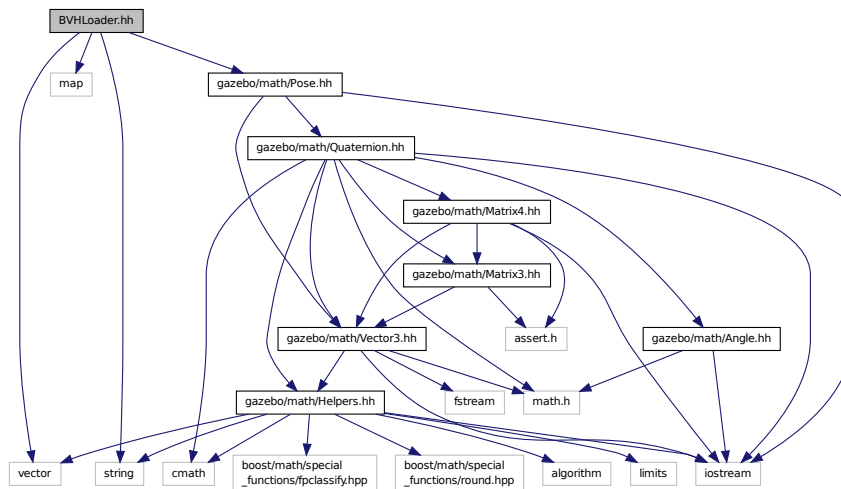 BVHLoader.hh
map
gazebo/math/Pose.hh
gazebo/math/Quaternion.hh
gazebo/math/Matrix4.hh
gazebo/math/Matrix3.hh
gazebo/math/Vector3.hh
assert.h
gazebo/math/Angle.hh
gazebo/math/Helpers.hh
fstream
math.h
vector
string
cmath
boost/math/special
_functions/fpclassify.hpp
boost/math/special
_functions/round.hpp
algorithm
limits
iostream